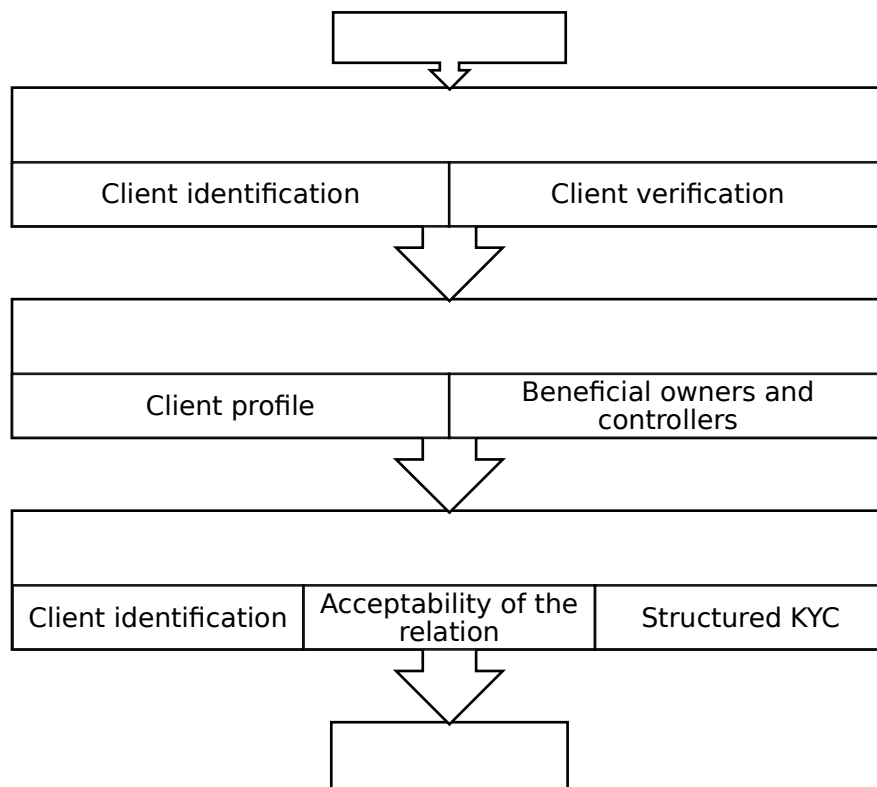 Client identification
Client verification
Client profile
Beneficial owners and
controllers
Client identification
Acceptability of the
relation
Structured KYC